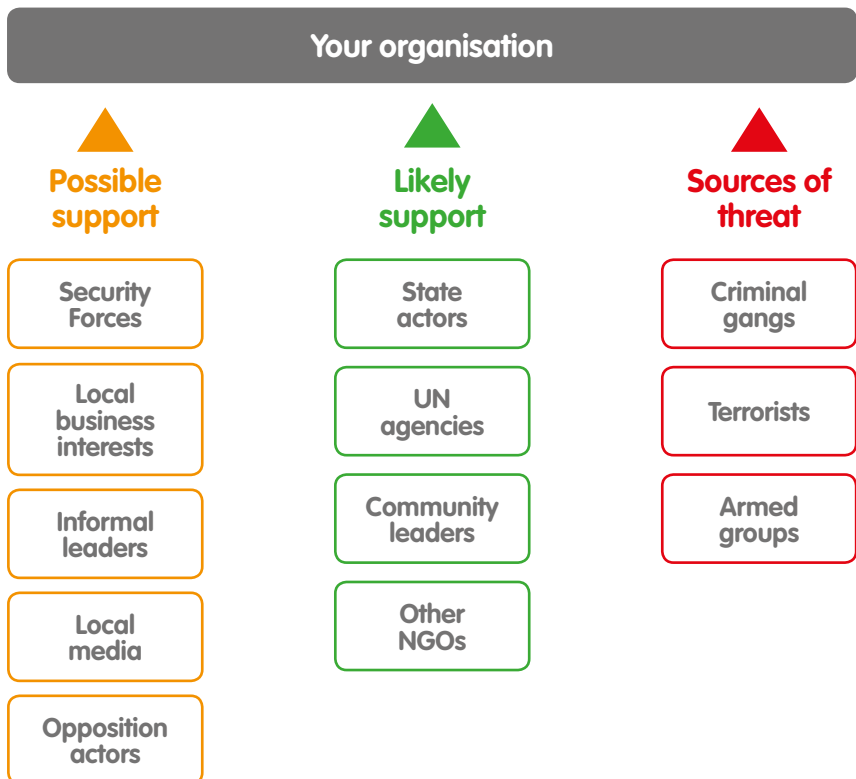 Your organisation
Possible
support
Security
Forces
Local
business
interests
Informal
leaders
Local
media
Opposition
actors
Likely
support
State
actors
UN
agencies
Community
leaders
Other
NGOs
Sources of
threat
Criminal
gangs
Terrorists
Armed
groups